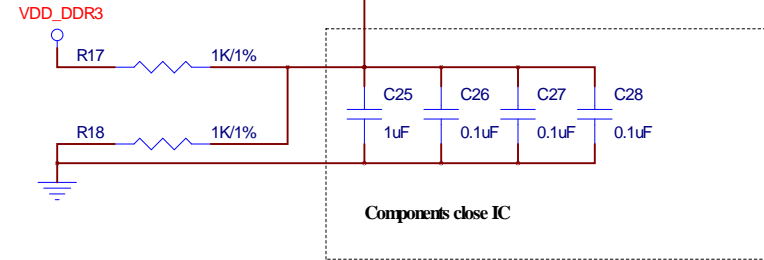 VDD_DDR3
R17 1K/1%
C25 C26 C27 C28
R18 1K/1% 1uF 0.1uF 0.1uF 0.1uF
Components close IC